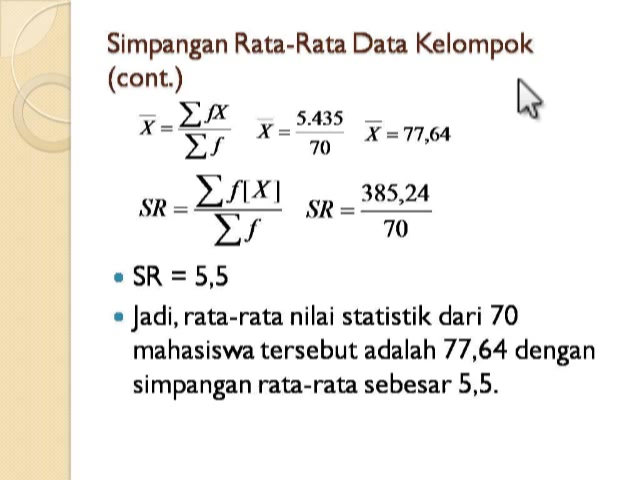 Simpangan Rata-Rata Data Kelompok
(cont.)
X̅ = ∑fX / ∑f   X̅ = 5.435 / 70   X̅ = 77,64
SR = ∑f[X] / ∑f   SR = 385,24 / 70
• SR = 5,5
• Jadi, rata-rata nilai statistik dari 70
mahasiswa tersebut adalah 77,64 dengan
simpangan rata-rata sebesar 5,5.